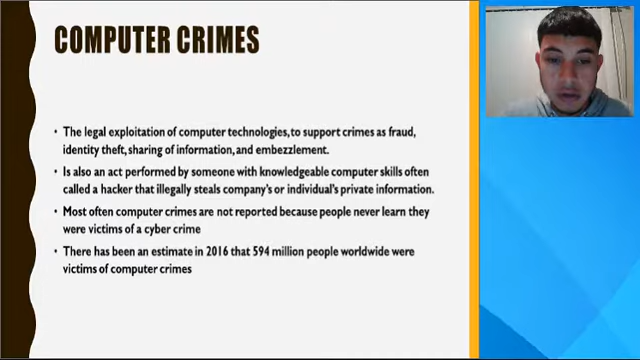 COMPUTER CRIMES
• The legal exploitation of computer technologies, to support crimes as fraud,
identity theft, sharing of information, and embezzlement.
• Is also an act performed by someone with knowledgeable computer skills often
called a hacker that illegally steals company's or individual's private information.
• Most often computer crimes are not reported because people never learn they
were victims of a cyber crime
• There has been an estimate in 2016 that 594 million people worldwide were
victims of computer crimes